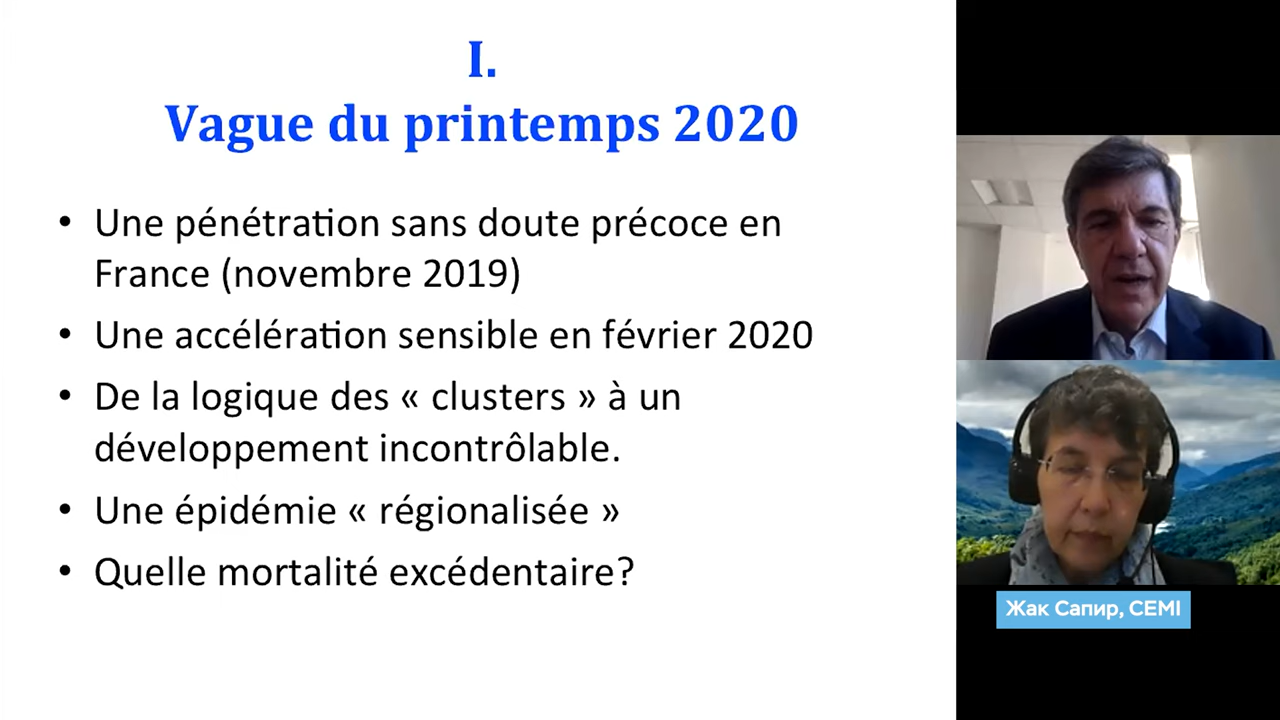 I.
Vague du printemps 2020
• Une pénétration sans doute précoce en
France (novembre 2019)
• Une accélération sensible en février 2020
• De la logique des « clusters » à un
développement incontrôlable.
• Une épidémie « régionalisée »
• Quelle mortalité excédentaire?
Жак Сапир, CEMI